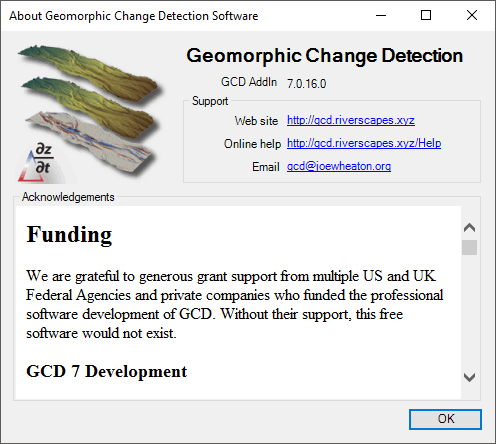 About Geomorphic Change Detection Software
Geomorphic Change Detection
GCD AddIn 7.0.16.0
Support
Web site http://gcd.riverscapes.xyz
Online help http://gcd.riverscapes.xyz/Help
Email gcd@joewheaton.org
∂z
∂t
Acknowledgements
Funding
We are grateful to generous grant support from multiple US and UK
Federal Agencies and private companies who funded the professional
software development of GCD. Without their support, this free
software would not exist.
GCD 7 Development
OK